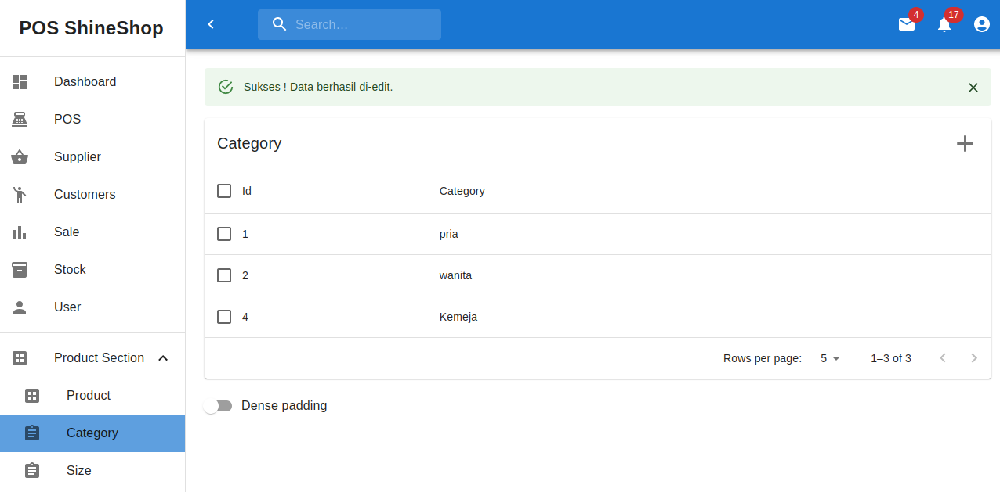 POS ShineShop
Search…
4
17
Dashboard
POS
Supplier
Customers
Sale
Stock
User
Product Section
Product
Category
Size
Sukses ! Data berhasil di-edit.
Category
Id Category
1 pria
2 wanita
4 Kemeja
Rows per page: 5 1–3 of 3
Dense padding